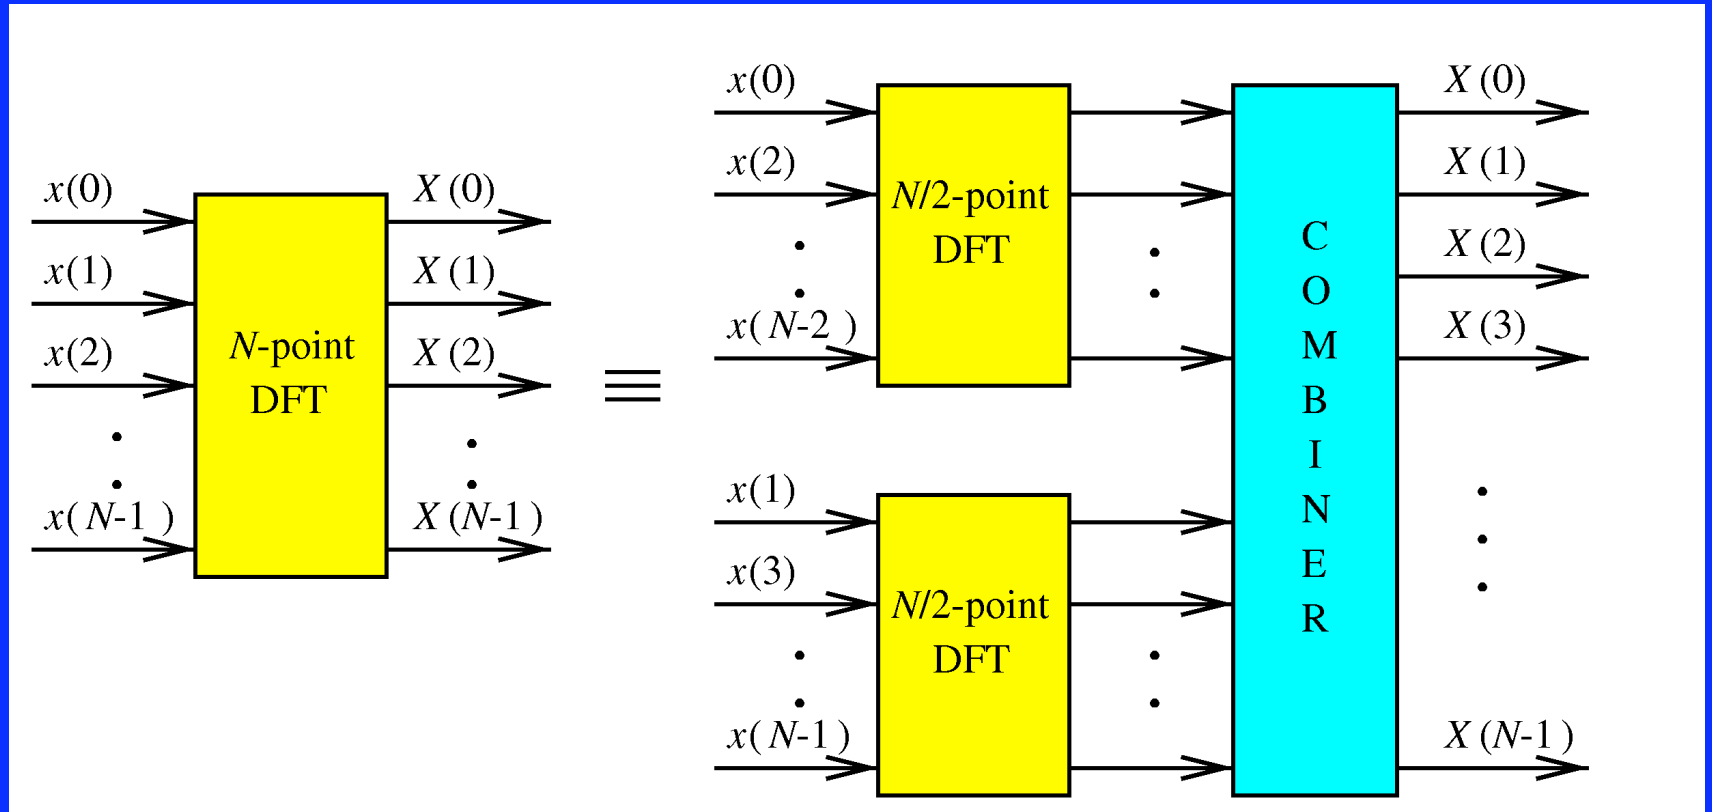 x(0)
x(1)
x(2)
x(N-1 )
N-point
DFT
X (0)
X (1)
X (2)
X (N-1 )
≡
x(0)
x(2)
x( N-2 )
N/2-point
DFT
x(1)
x(3)
x( N-1 )
N/2-point
DFT
C
O
M
B
I
N
E
R
X (0)
X (1)
X (2)
X (3)
X (N-1 )